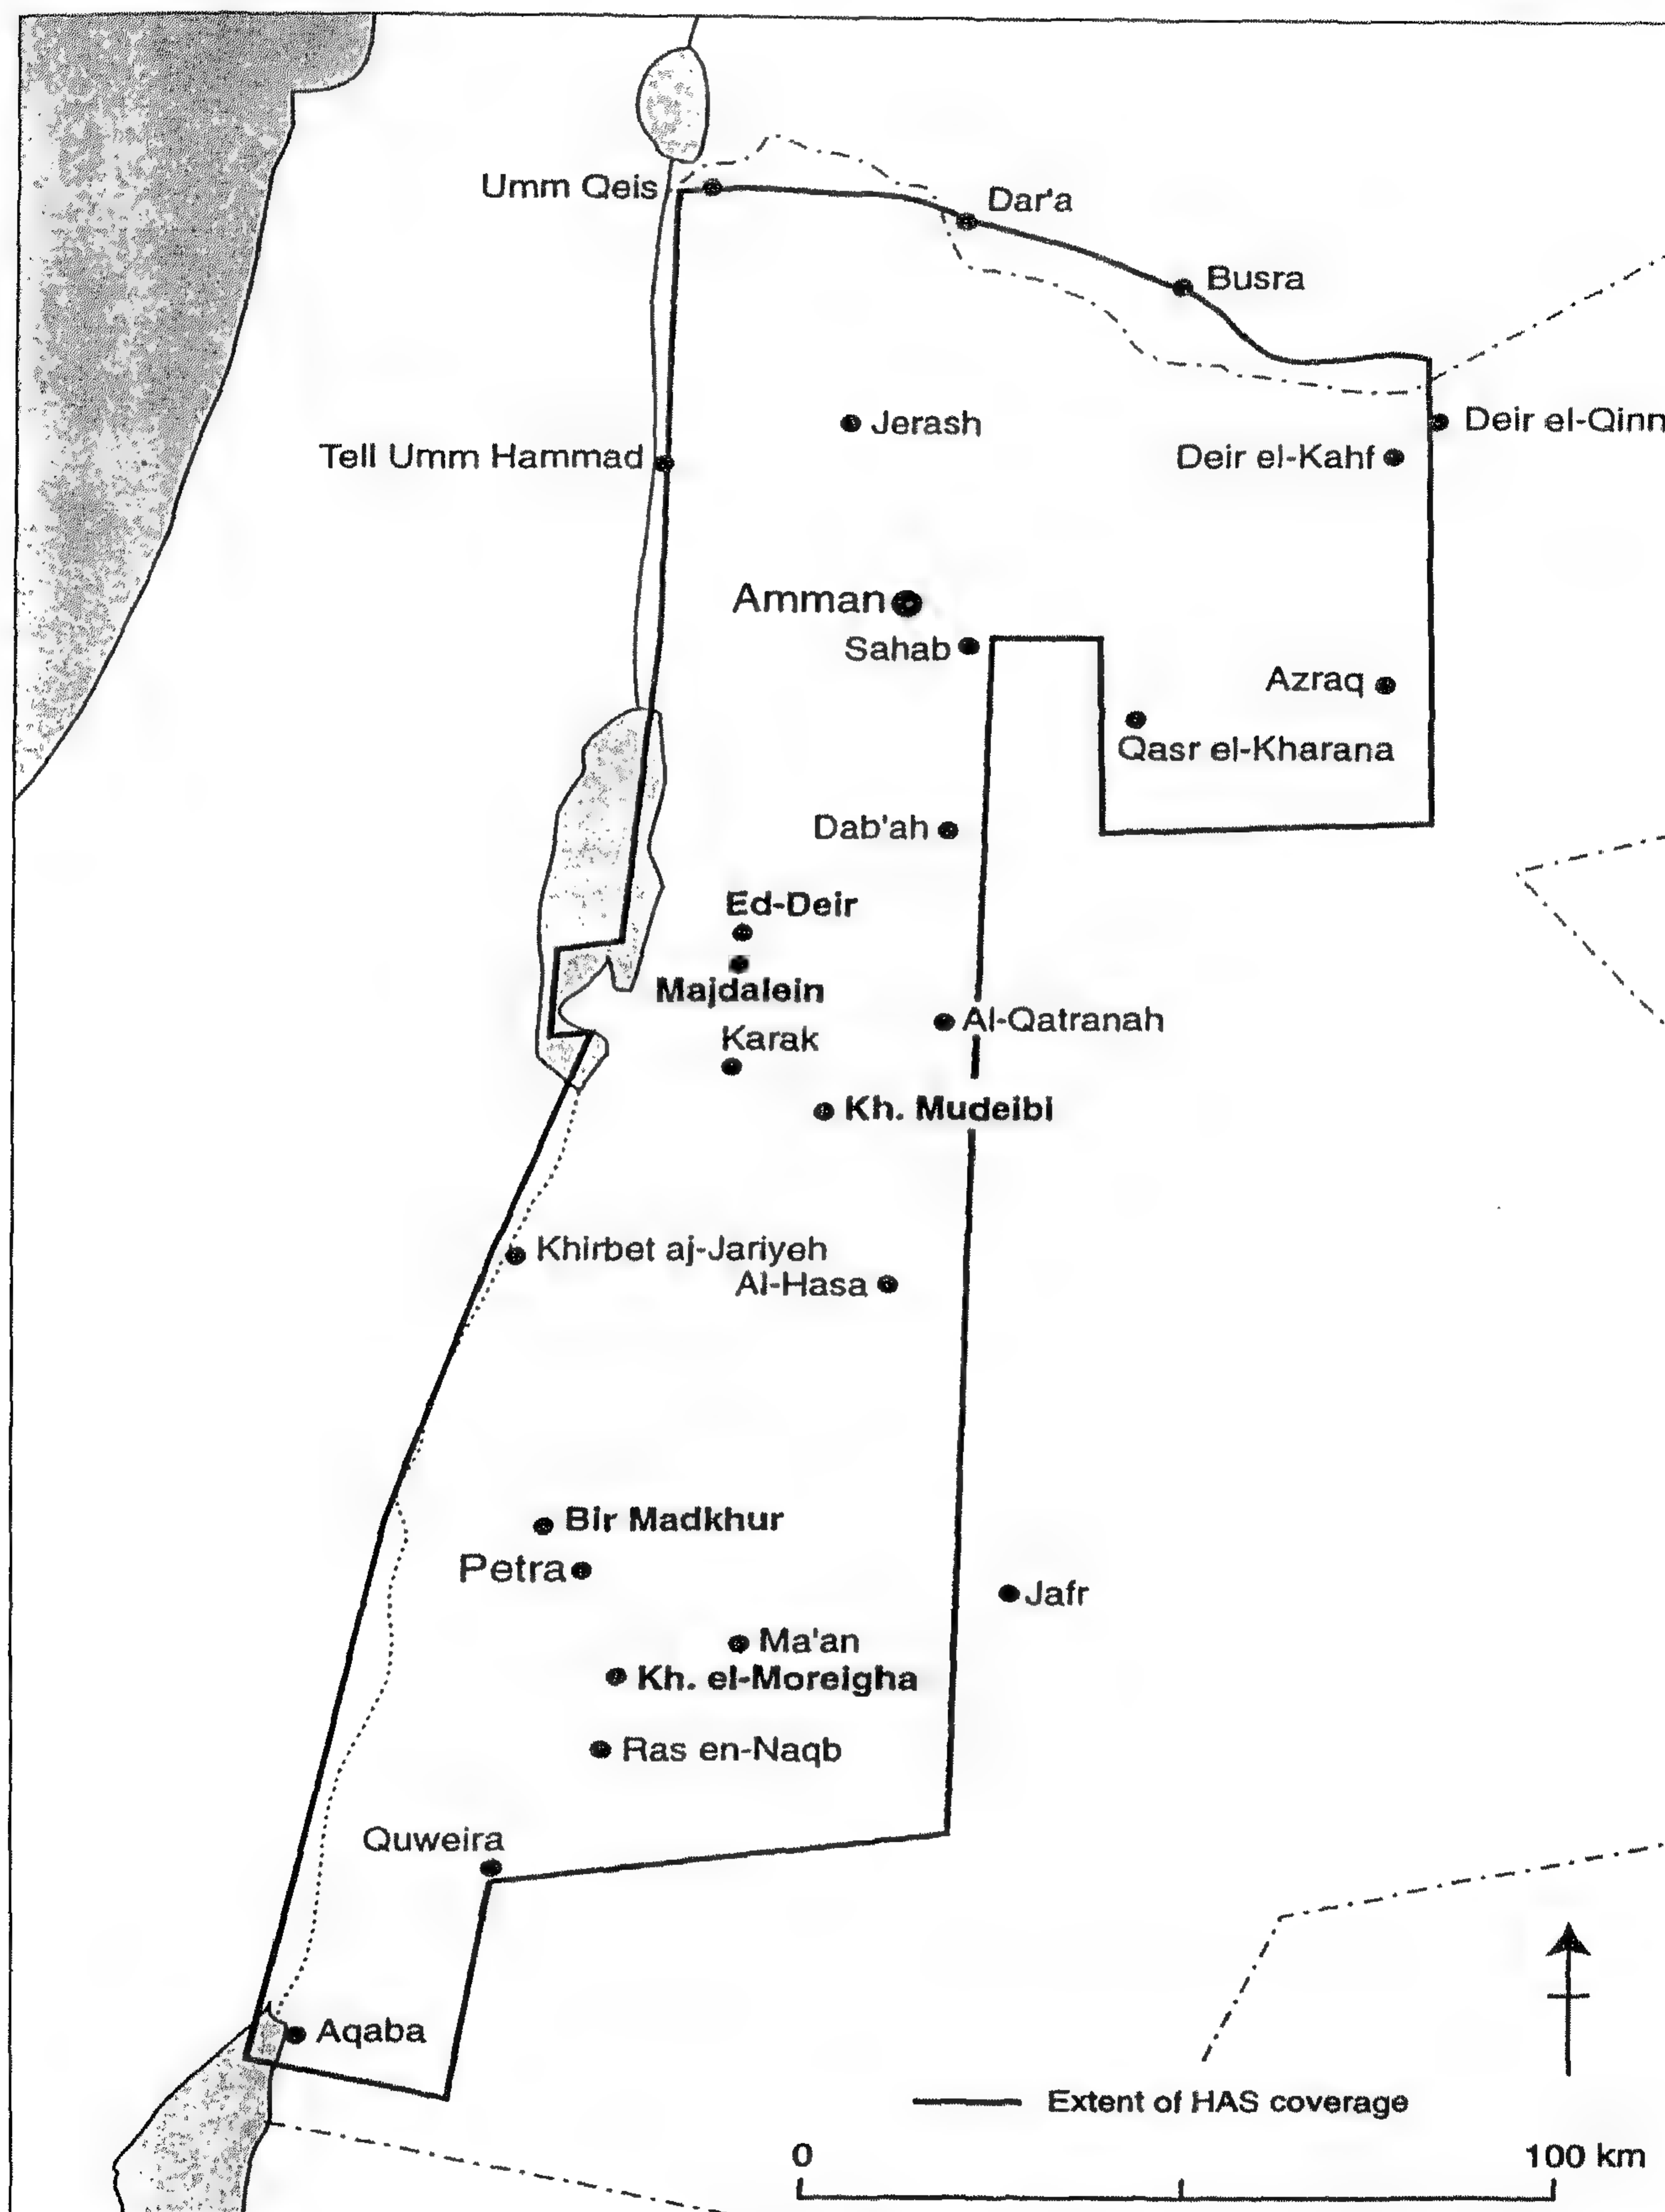 Umm Qeis
Dar'a
Busra
Jerash
Deir el-Qinn
Tell Umm Hammad
Deir el-Kahf
Amman
Sahab
Azraq
Qasr el-Kharana
Dab'ah
Ed-Deir
Majdalein
Al-Qatranah
Karak
Kh. Mudeibi
Khirbet aj-Jariyeh
Al-Hasa
Bir Madkhur
Petra
Jafr
Ma'an
Kh. el-Moreigha
Ras en-Naqb
Quweira
Aqaba
Extent of HAS coverage
0
100 km